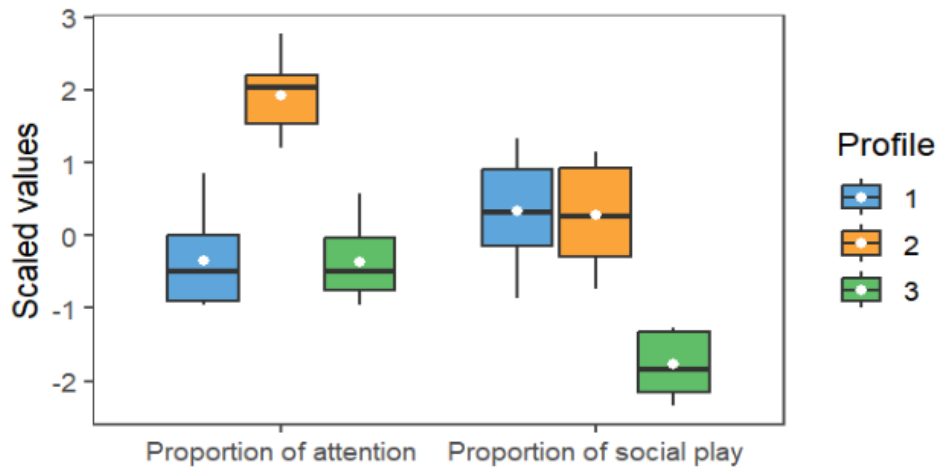 3
2
1
0
-1
-2
Scaled values
Proportion of attention
Proportion of social play
Profile
1
2
3